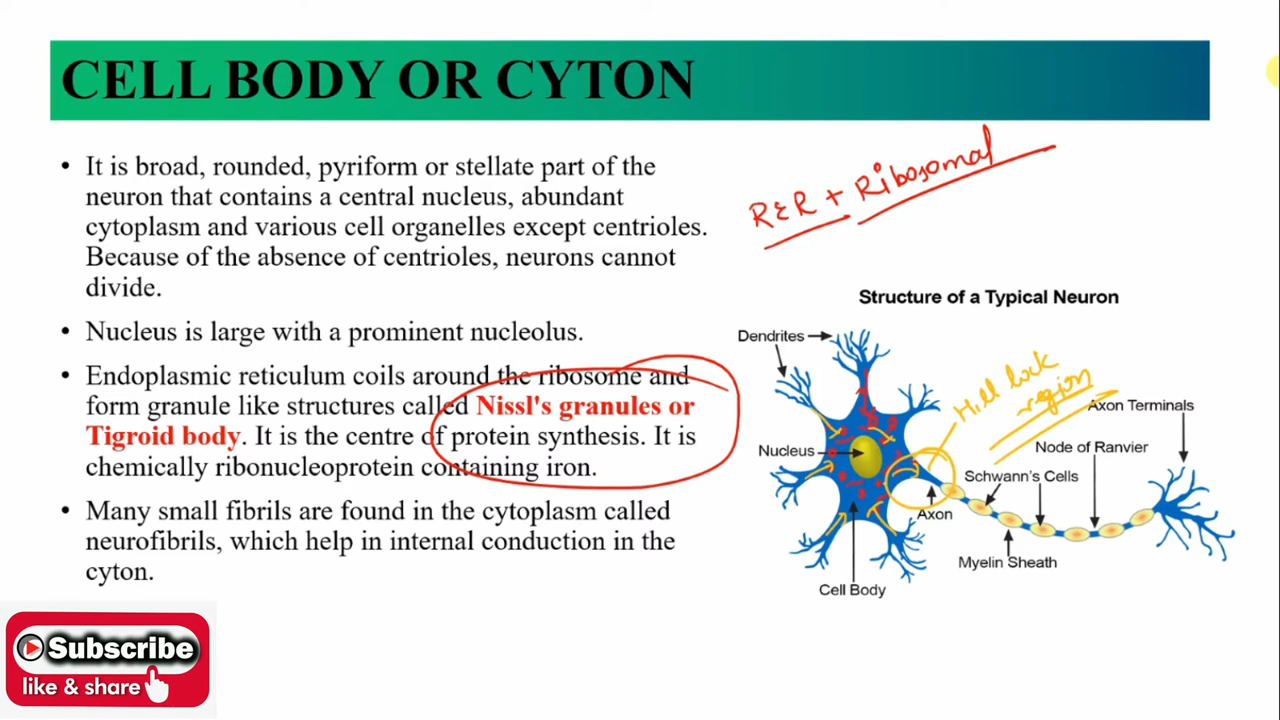 CELL BODY OR CYTON
• It is broad, rounded, pyriform or stellate part of the
neuron that contains a central nucleus, abundant
cytoplasm and various cell organelles except centrioles.
Because of the absence of centrioles, neurons cannot
divide.
• Nucleus is large with a prominent nucleolus.
• Endoplasmic reticulum coils around the ribosome and
form granule like structures called Nissl's granules or
Tigroid body. It is the centre of protein synthesis. It is
chemically ribonucleoprotein containing iron.
• Many small fibrils are found in the cytoplasm called
neurofibrils, which help in internal conduction in the
cyton.
RER + Ribosomal
Structure of a Typical Neuron
Dendrites
Hill lock
region
Axon Terminals
Nucleus
Node of Ranvier
Schwann's Cells
Axon
Myelin Sheath
Cell Body
Subscribe
like & share